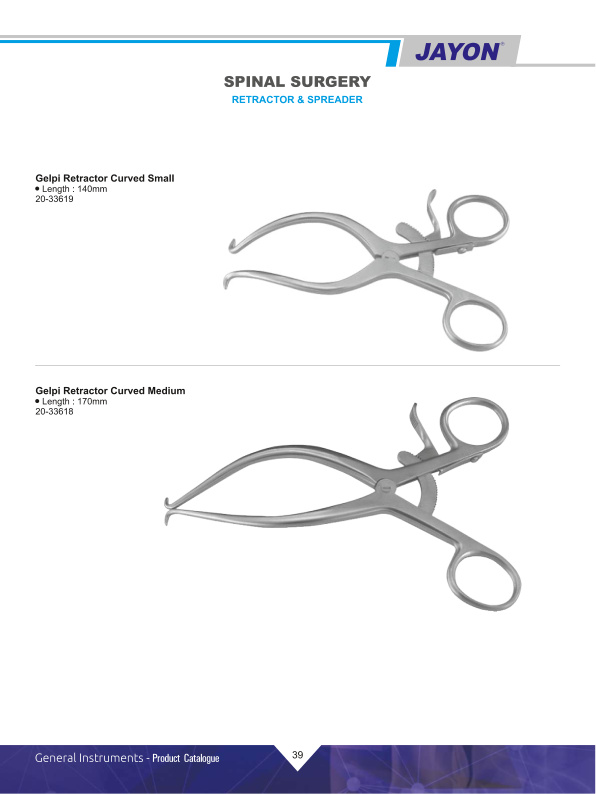 JAYON®
SPINAL SURGERY
RETRACTOR & SPREADER
Gelpi Retractor Curved Small
• Length : 140mm
20-33619
Gelpi Retractor Curved Medium
• Length : 170mm
20-33618
General Instruments - Product Catalogue
39